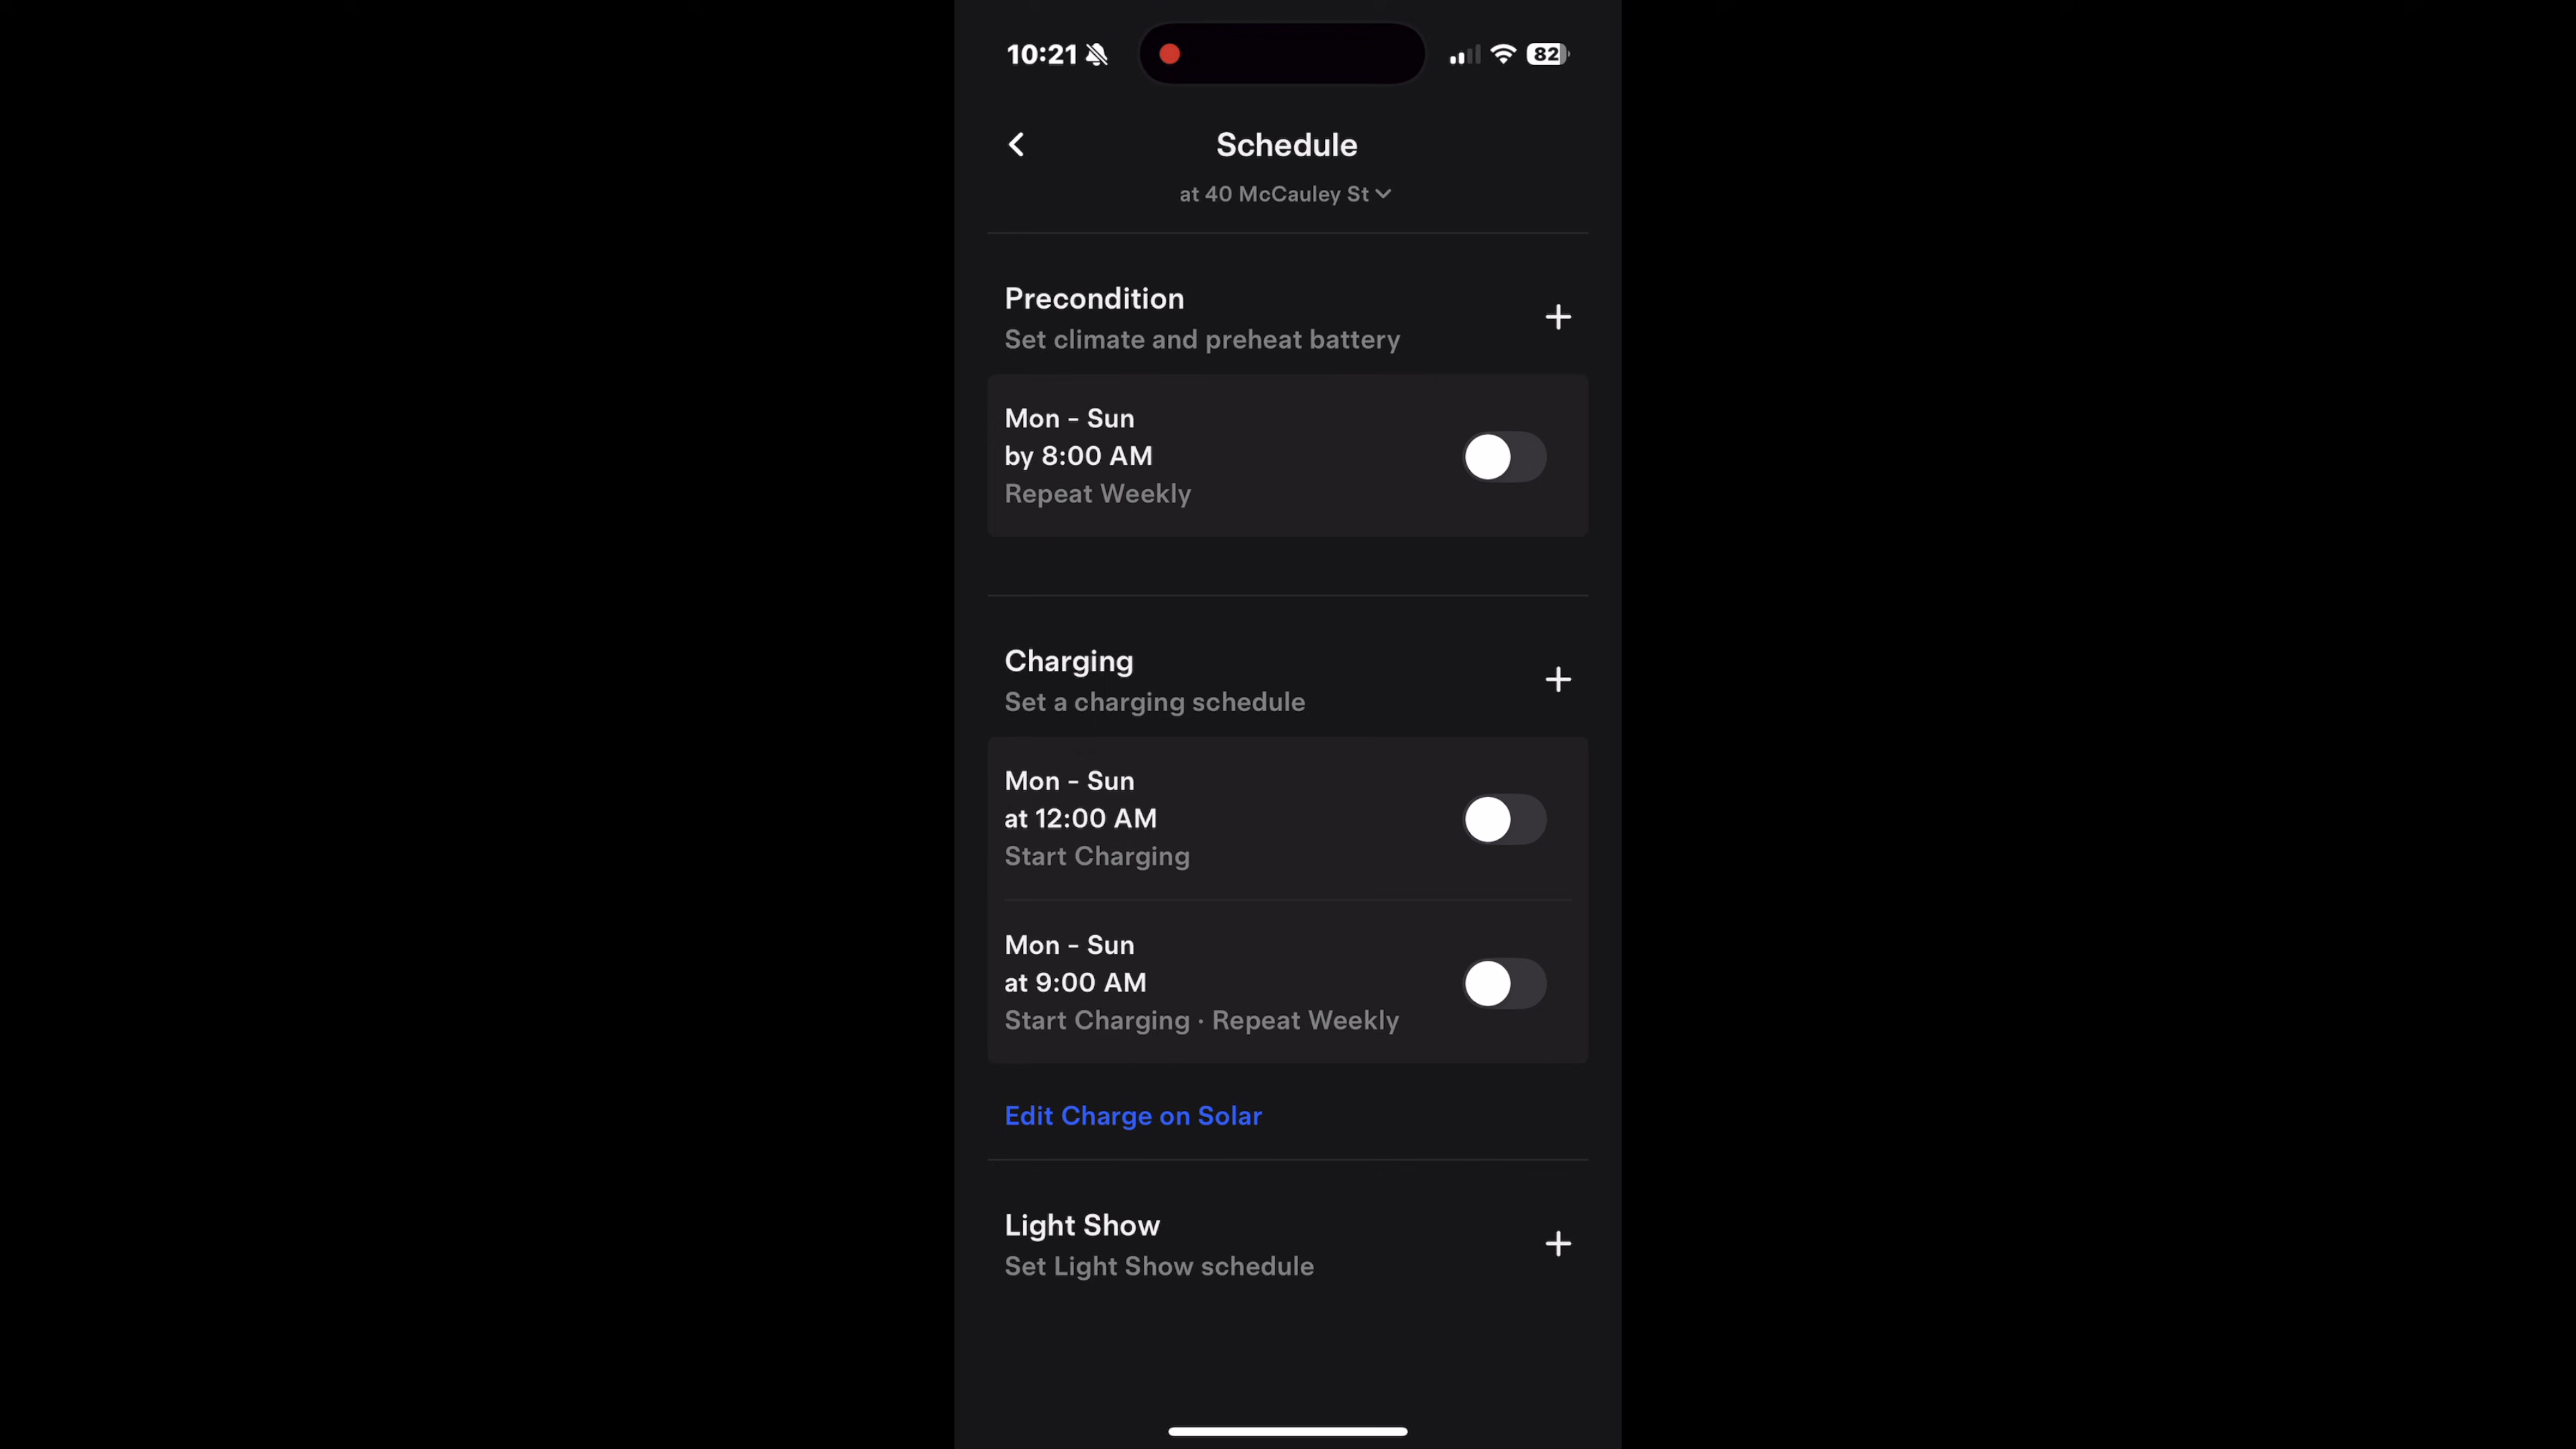 10:21
82
Schedule
at 40 McCauley St
Precondition
Set climate and preheat battery
Mon - Sun
by 8:00 AM
Repeat Weekly
Charging
Set a charging schedule
Mon - Sun
at 12:00 AM
Start Charging
Mon - Sun
at 9:00 AM
Start Charging · Repeat Weekly
Edit Charge on Solar
Light Show
Set Light Show schedule